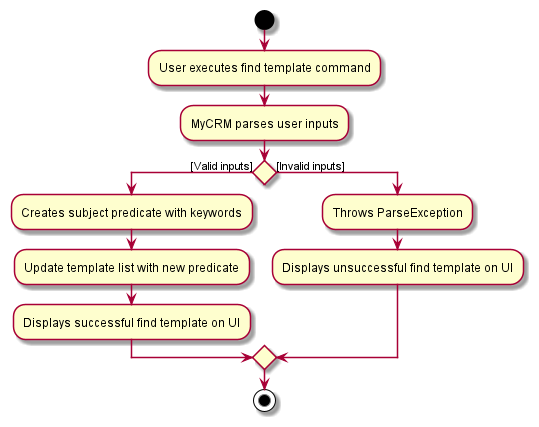 User executes find template command
MyCRM parses user inputs
[Valid inputs]
[Invalid inputs]
Creates subject predicate with keywords
Throws ParseException
Update template list with new predicate
Displays unsuccessful find template on UI
Displays successful find template on UI